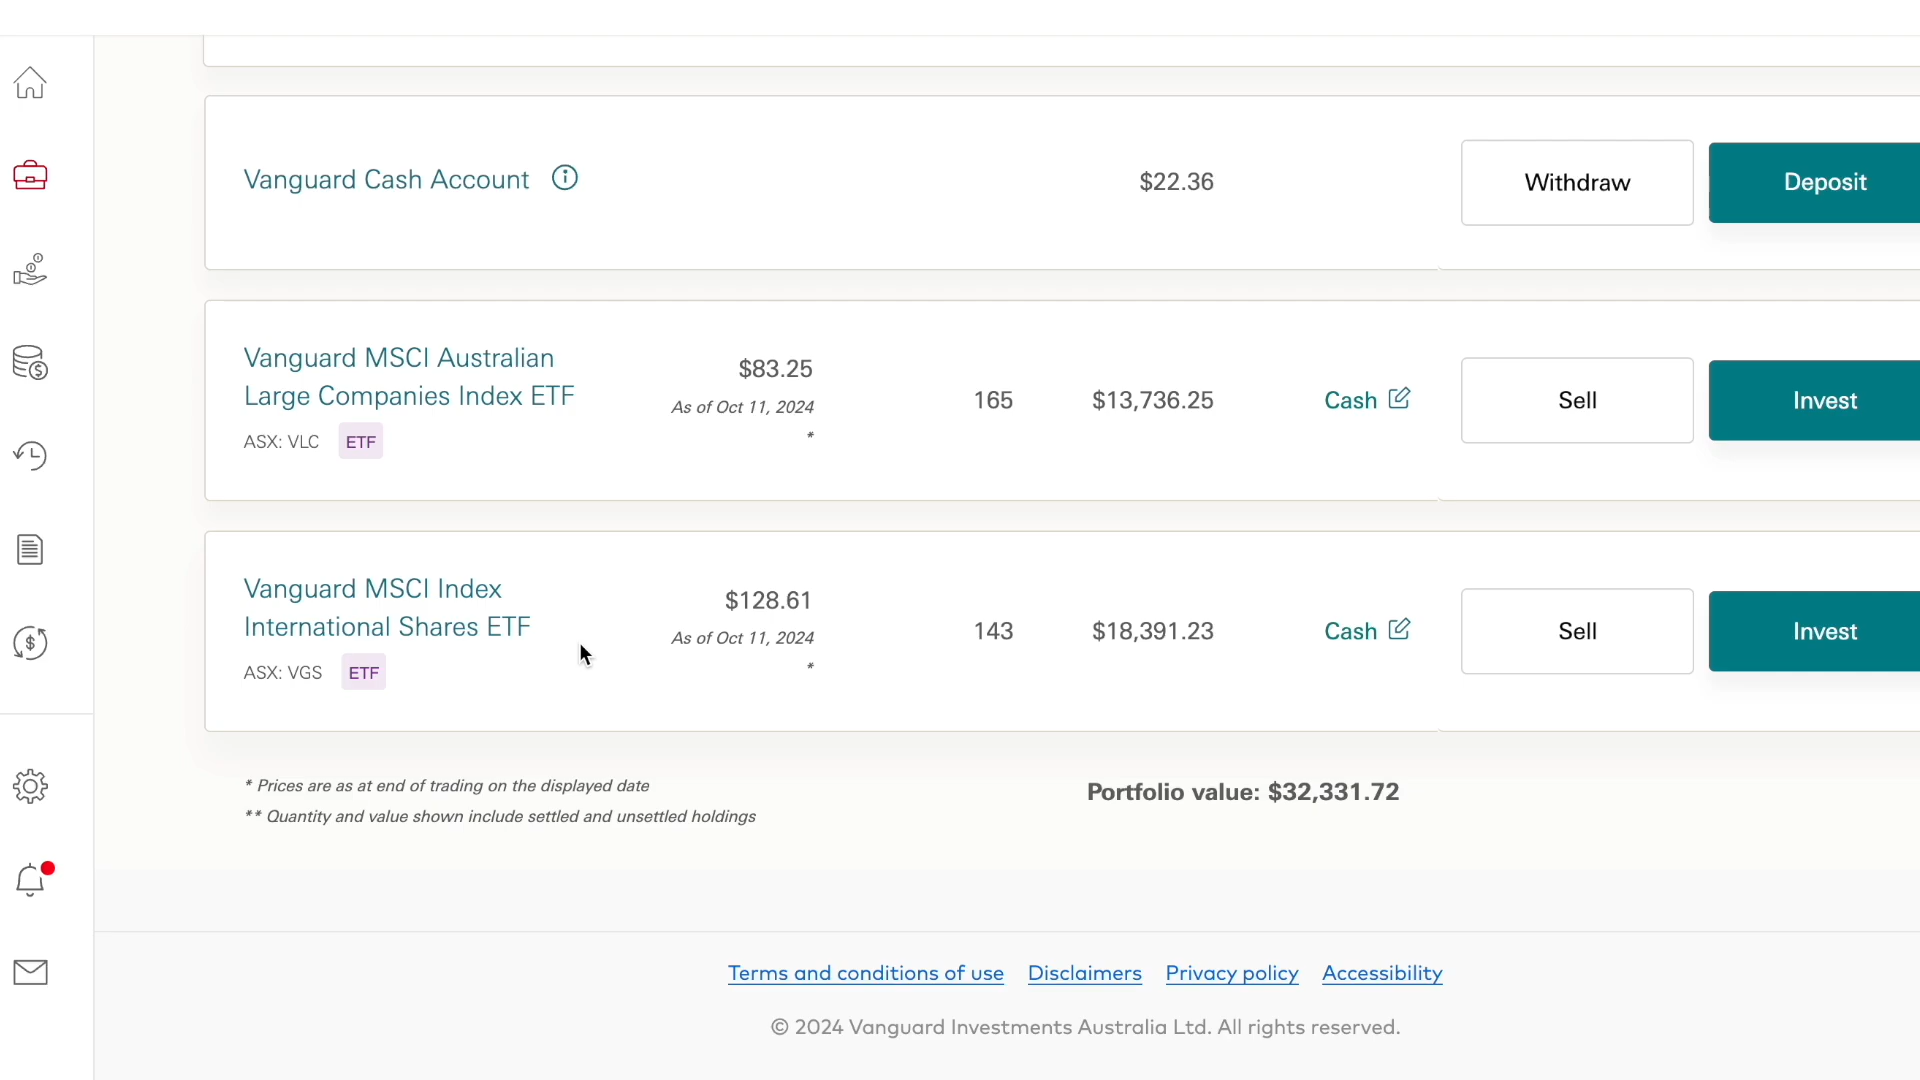 Vanguard Cash Account
$22.36
Withdraw
Deposit
Vanguard MSCI Australian
Large Companies Index ETF
ASX: VLC ETF
$83.25
As of Oct 11, 2024
*
165
$13,736.25
Cash
Sell
Invest
Vanguard MSCI Index
International Shares ETF
ASX: VGS ETF
$128.61
As of Oct 11, 2024
*
143
$18,391.23
Cash
Sell
Invest
* Prices are as at end of trading on the displayed date
** Quantity and value shown include settled and unsettled holdings
Portfolio value: $32,331.72
Terms and conditions of use Disclaimers Privacy policy Accessibility
© 2024 Vanguard Investments Australia Ltd. All rights reserved.